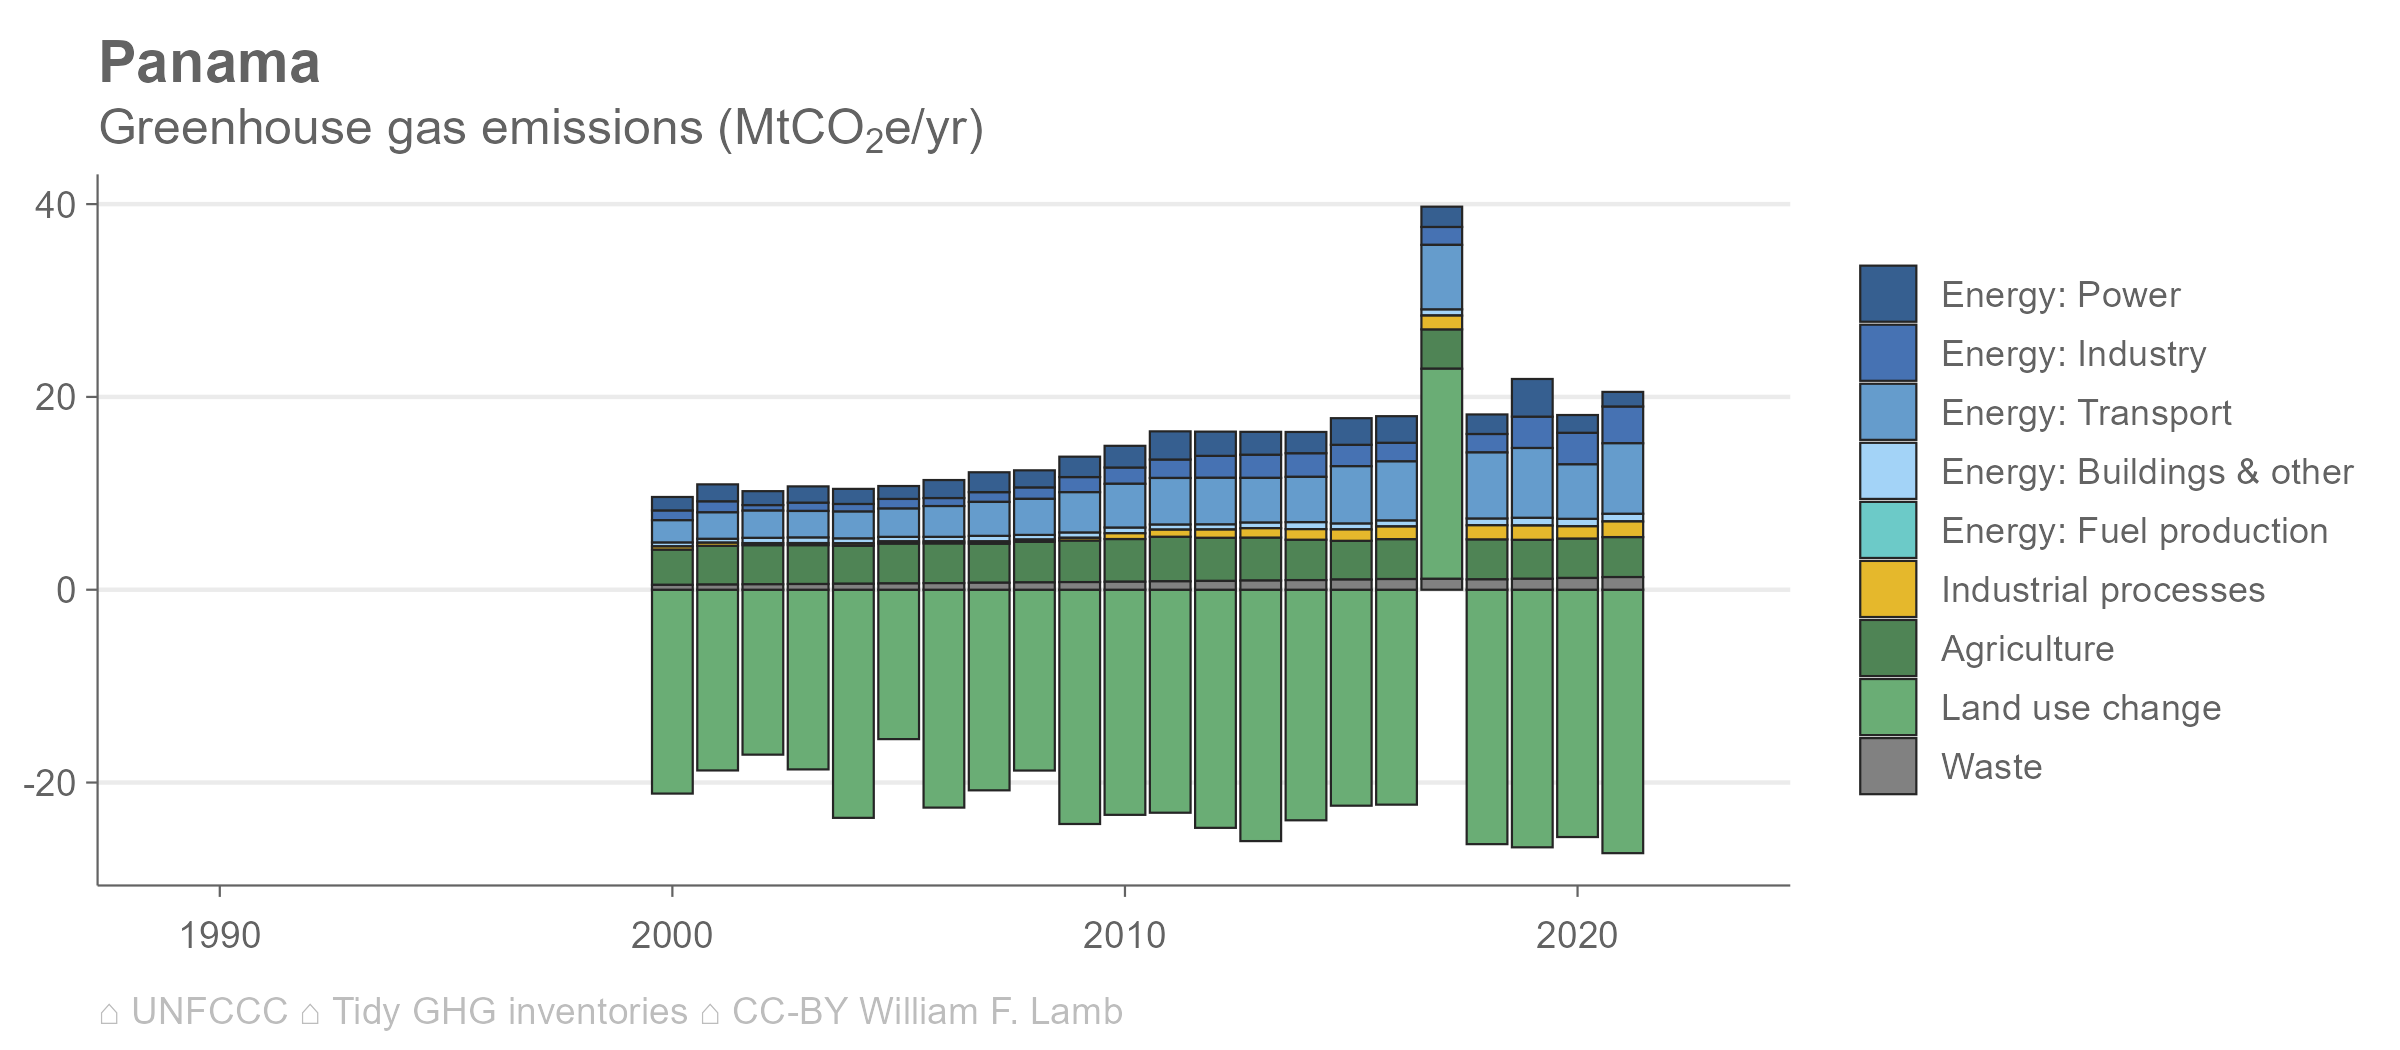 Panama
Greenhouse gas emissions (MtCO₂e/yr)
40
20
0
-20
1990
2000
2010
2020
Energy: Power
Energy: Industry
Energy: Transport
Energy: Buildings & other
Energy: Fuel production
Industrial processes
Agriculture
Land use change
Waste
⌂ UNFCCC ⌂ Tidy GHG inventories ⌂ CC-BY William F. Lamb